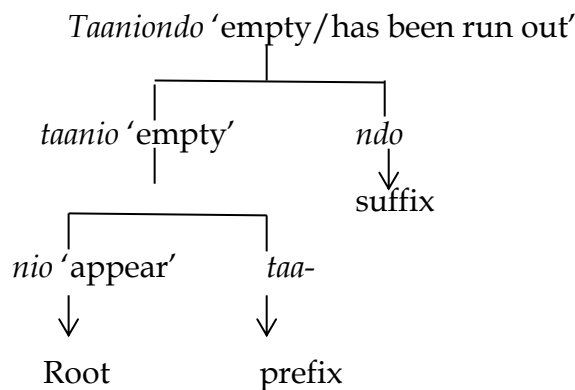 Taaniondo ‘empty/has been run out’
taanio ‘empty’ ndo
suffix
nio ‘appear’ taa-
Root prefix